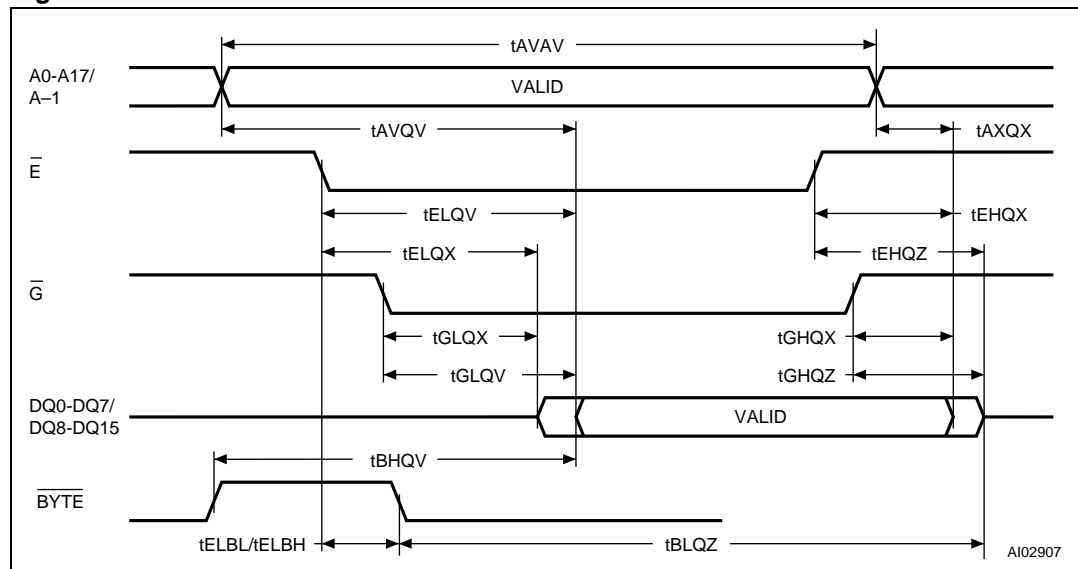 tAVAV
A0-A17/
A–1
VALID
tAVQV
tAXQX
E
tELQV
tEHQX
tELQX
tEHQZ
G
tGLQX
tGHQX
tGLQV
tGHQZ
DQ0-DQ7/
DQ8-DQ15
VALID
tBHQV
BYTE
tELBL/tELBH
tBLQZ
AI02907